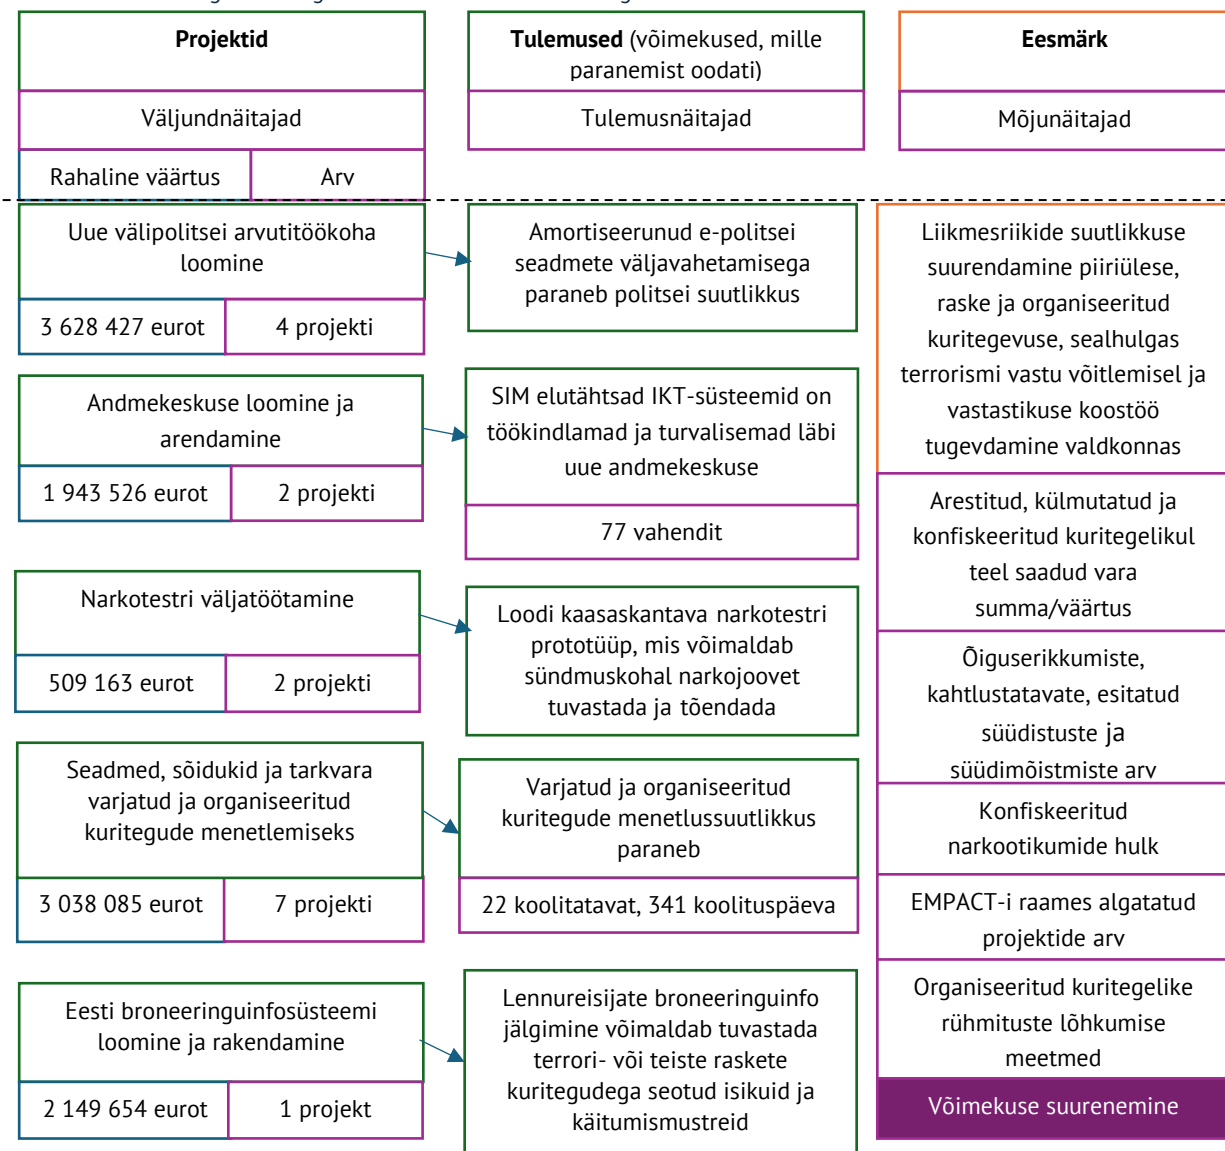 Projektid
Väljundnäitajad
Rahaline väärtus
Arv
Tulemused (võimekused, mille
paranemist oodati)
Tulemusnäitajad
Eesmärk
Mõjunäitajad
Uue välipolitsei arvutitöökoha
loomine
3 628 427 eurot
4 projekti
Amortiseerunud e-politsei
seadmete väljavahetamisega
paraneb politsei suutlikkus
Andmekeskuse loomine ja
arendamine
1 943 526 eurot
2 projekti
SIM elutähtsad IKT-süsteemid on
töökindlamad ja turvalisemad läbi
uue andmekeskuse
77 vahendit
Narkotestri väljatöötamine
509 163 eurot
2 projekti
Loodi kaasaskantava narkotestri
prototüüp, mis võimaldab
sündmuskohal narkojoovet
tuvastada ja tõendada
Seadmed, sõidukid ja tarkvara
varjatud ja organiseeritud
kuritegude menetlemiseks
3 038 085 eurot
7 projekti
Varjatud ja organiseeritud
kuritegude menetlussuutlikkus
paraneb
22 koolitatavat, 341 koolituspäeva
Eesti broneeringuinfosüsteemi
loomine ja rakendamine
2 149 654 eurot
1 projekt
Lennureisijate broneeringuinfo
jälgimine võimaldab tuvastada
terrori- või teiste raskete
kuritegudega seotud isikuid ja
käitumismustreid
Liikmesriikide suutlikkuse
suurendamine piiriülese,
raske ja organiseeritud
kuritegevuse, sealhulgas
terrorismi vastu võitlemisel ja
vastastikuse koostöö
tugevdamine valdkonnas
Arestitud, külmutatud ja
konfiskeeritud kuritegelikul
teel saadud vara
summa/väärtus
Õiguserikkumiste,
kahtlustatavate, esitatud
süüdistuste ja
süüdimõistmiste arv
Konfiskeeritud
narkootikumide hulk
EMPACT-i raames algatatud
projektide arv
Organiseeritud kuritegelike
rühmituste lõhkumise
meetmed
Võimekuse suurenemine